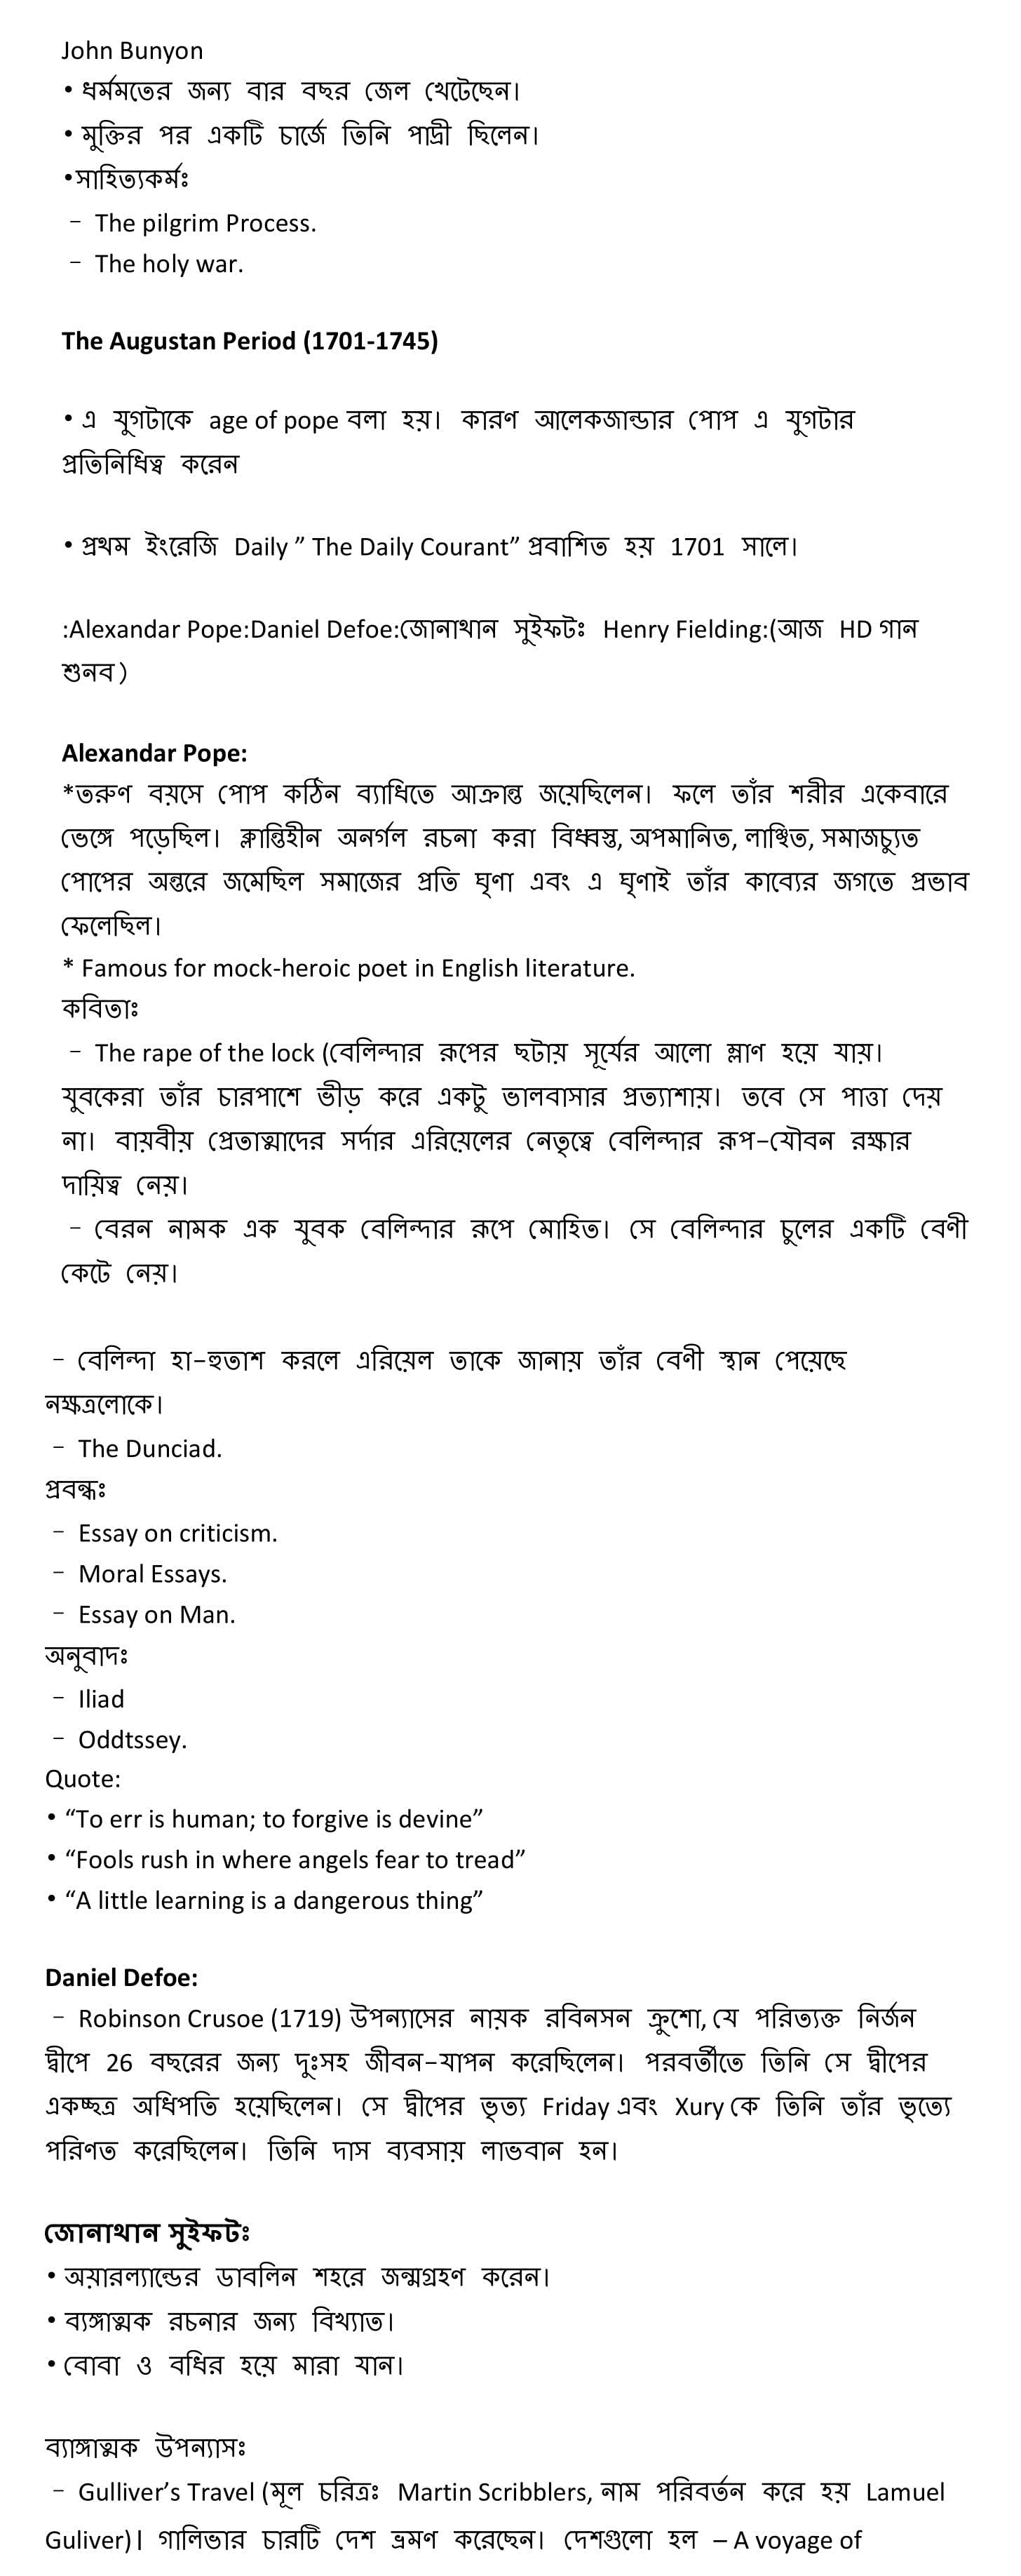 John Bunyon
• ধর্মমতের জন্য বার বছর জেল খেটেছেন।
• মুক্তির পর একটি চার্জে তিনি পাদ্রী ছিলেন।
•সাহিত্যকর্মঃ
– The pilgrim Process.
– The holy war.
The Augustan Period (1701-1745)
• এ যুগটাকে age of pope বলা হয়। কারণ আলেকজান্ডার পোপ এ যুগটার
প্রতিনিধিত্ব করেন
• প্রথম ইংরেজি Daily ” The Daily Courant” প্রবাশিত হয় 1701 সালে।
:Alexandar Pope:Daniel Defoe:জোনাথান সুইফটঃ Henry Fielding:(আজ HD গান
শুনব)
Alexandar Pope:
*তরুণ বয়সে পোপ কঠিন ব্যাধিতে আক্রান্ত জয়েছিলেন। ফলে তাঁর শরীর একেবারে
ভেঙ্গে পড়েছিল। ক্লান্তিহীন অনর্গল রচনা করা বিধ্বস্ত, অপমানিত, লাঞ্চিত, সমাজচ্যুত
পোপের অন্তরে জমেছিল সমাজের প্রতি ঘৃণা এবং এ ঘৃণাই তাঁর কাব্যের জগতে প্রভাব
ফেলেছিল।
* Famous for mock-heroic poet in English literature.
কবিতাঃ
– The rape of the lock (বেলিন্দার রূপের ছটায় সূর্যের আলো ম্লাণ হয়ে যায়।
যুবকেরা তাঁর চারপাশে ভীড় করে একটু ভালবাসার প্রত্যাশায়। তবে সে পাত্তা দেয়
না। বায়বীয় প্রেতাত্মাদের সর্দার এরিয়েলের নেতৃত্বে বেলিন্দার রূপ–যৌবন রক্ষার
দায়িত্ব নেয়।
– বেরন নামক এক যুবক বেলিন্দার রূপে মোহিত। সে বেলিন্দার চুলের একটি বেণী
কেটে নেয়।
– বেলিন্দা হা–হুতাশ করলে এরিয়েল তাকে জানায় তাঁর বেণী স্থান পেয়েছে
নক্ষত্রলোকে।
– The Dunciad.
প্রবন্ধঃ
– Essay on criticism.
– Moral Essays.
– Essay on Man.
অনুবাদঃ
– Iliad
– Oddtssey.
Quote:
• “To err is human; to forgive is devine”
• “Fools rush in where angels fear to tread”
• “A little learning is a dangerous thing”
Daniel Defoe:
– Robinson Crusoe (1719) উপন্যাসের নায়ক রবিনসন ক্রুশো, যে পরিত্যক্ত নির্জন
দ্বীপে 26 বছরের জন্য দুঃসহ জীবন–যাপন করেছিলেন। পরবর্তীতে তিনি সে দ্বীপের
একচ্ছত্র অধিপতি হয়েছিলেন। সে দ্বীপের ভৃত্য Friday এবং Xury কে তিনি তাঁর ভৃত্যে
পরিণত করেছিলেন। তিনি দাস ব্যবসায় লাভবান হন।
জোনাথান সুইফটঃ
• অয়ারল্যান্ডের ডাবলিন শহরে জন্মগ্রহণ করেন।
• ব্যঙ্গাত্মক রচনার জন্য বিখ্যাত।
• বোবা ও বধির হয়ে মারা যান।
ব্যাঙ্গাত্মক উপন্যাসঃ
– Gulliver’s Travel (মূল চরিত্রঃ Martin Scribblers, নাম পরিবর্তন করে হয় Lamuel
Guliver)। গালিভার চারটি দেশ ভ্রমণ করেছেন। দেশগুলো হল – A voyage of